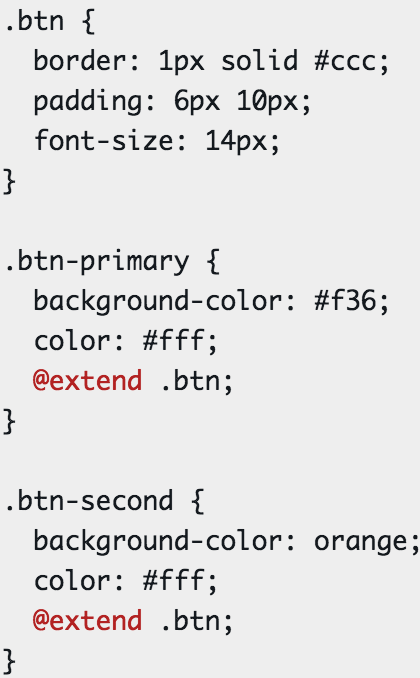 .btn {
  border: 1px solid #ccc;
  padding: 6px 10px;
  font-size: 14px;
}

.btn-primary {
  background-color: #f36;
  color: #fff;
  @extend .btn;
}

.btn-second {
  background-color: orange;
  color: #fff;
  @extend .btn;
}